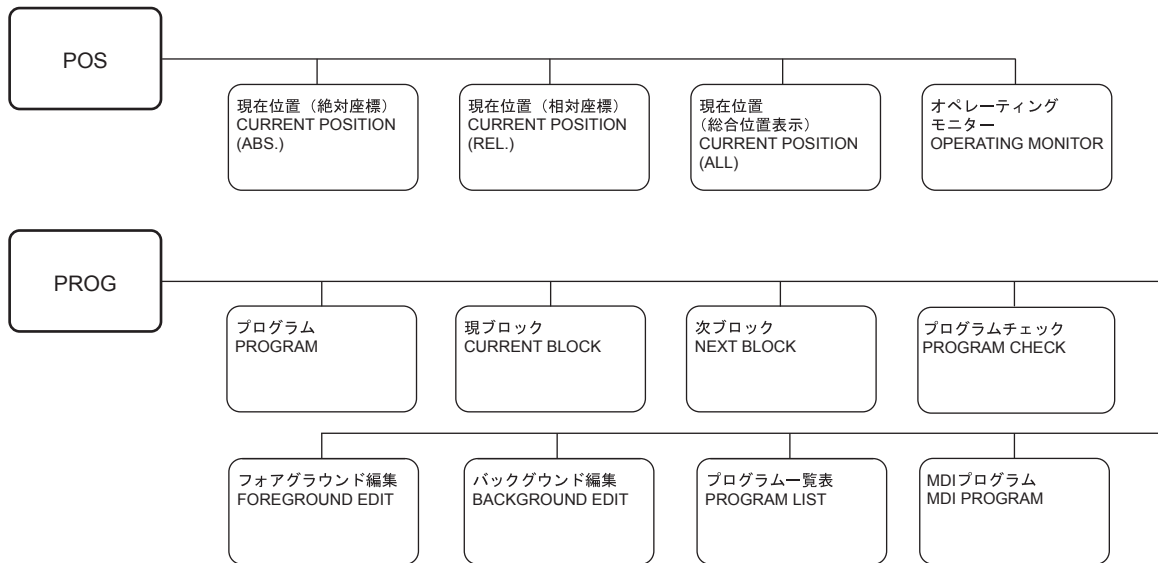 POS
現在位置（絶対座標）
CURRENT POSITION
(ABS.)
現在位置（相対座標）
CURRENT POSITION
(REL.)
現在位置
(総合位置表示)
CURRENT POSITION
(ALL)
オペレーティング
モニター
OPERATING MONITOR
PROG
プログラム
PROGRAM
現ブロック
CURRENT BLOCK
次ブロック
NEXT BLOCK
プログラムチェック
PROGRAM CHECK
フォアグラウンド編集
FOREGROUND EDIT
バックグウンド編集
BACKGROUND EDIT
プログラム一覧表
PROGRAM LIST
MDIプログラム
MDI PROGRAM